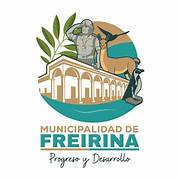 MUNICIPALIDAD DE
FREIRINA
Progreso y Desarrollo